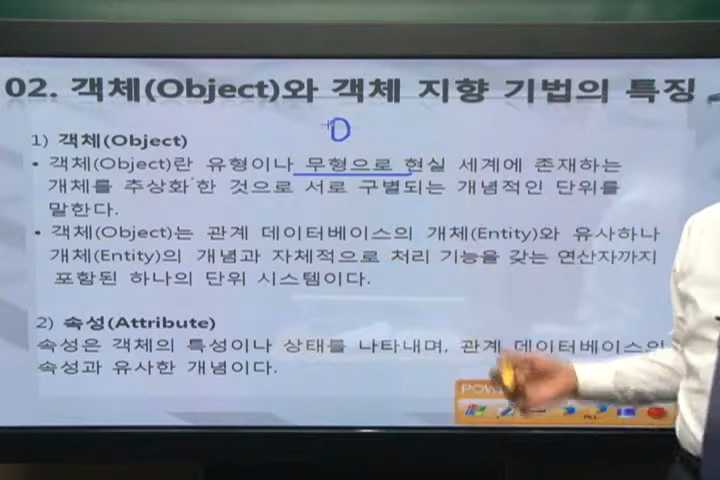 02. 객체(Object)와 객체 지향 기법의 특징
D
1) 객체(Object)
• 객체(Object)란 유형이나 무형으로 현실 세계에 존재하는
개체를 추상화 한 것으로 서로 구별되는 개념적인 단위를
말한다.
• 객체(Object)는 관계 데이터베이스의 개체(Entity)와 유사하나
개체(Entity)의 개념과 자체적으로 처리 기능을 갖는 연산자까지
포함된 하나의 단위 시스템이다.
2) 속성(Attribute)
속성은 객체의 특성이나 상태를 나타내며, 관계 데이터베이스의
속성과 유사한 개념이다.